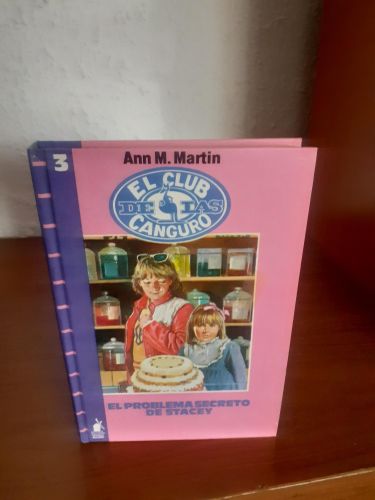 3
Ann M. Martin
EL CLUB
DE LAS
CANGURO
EL PROBLEMA SECRETO
DE STACEY